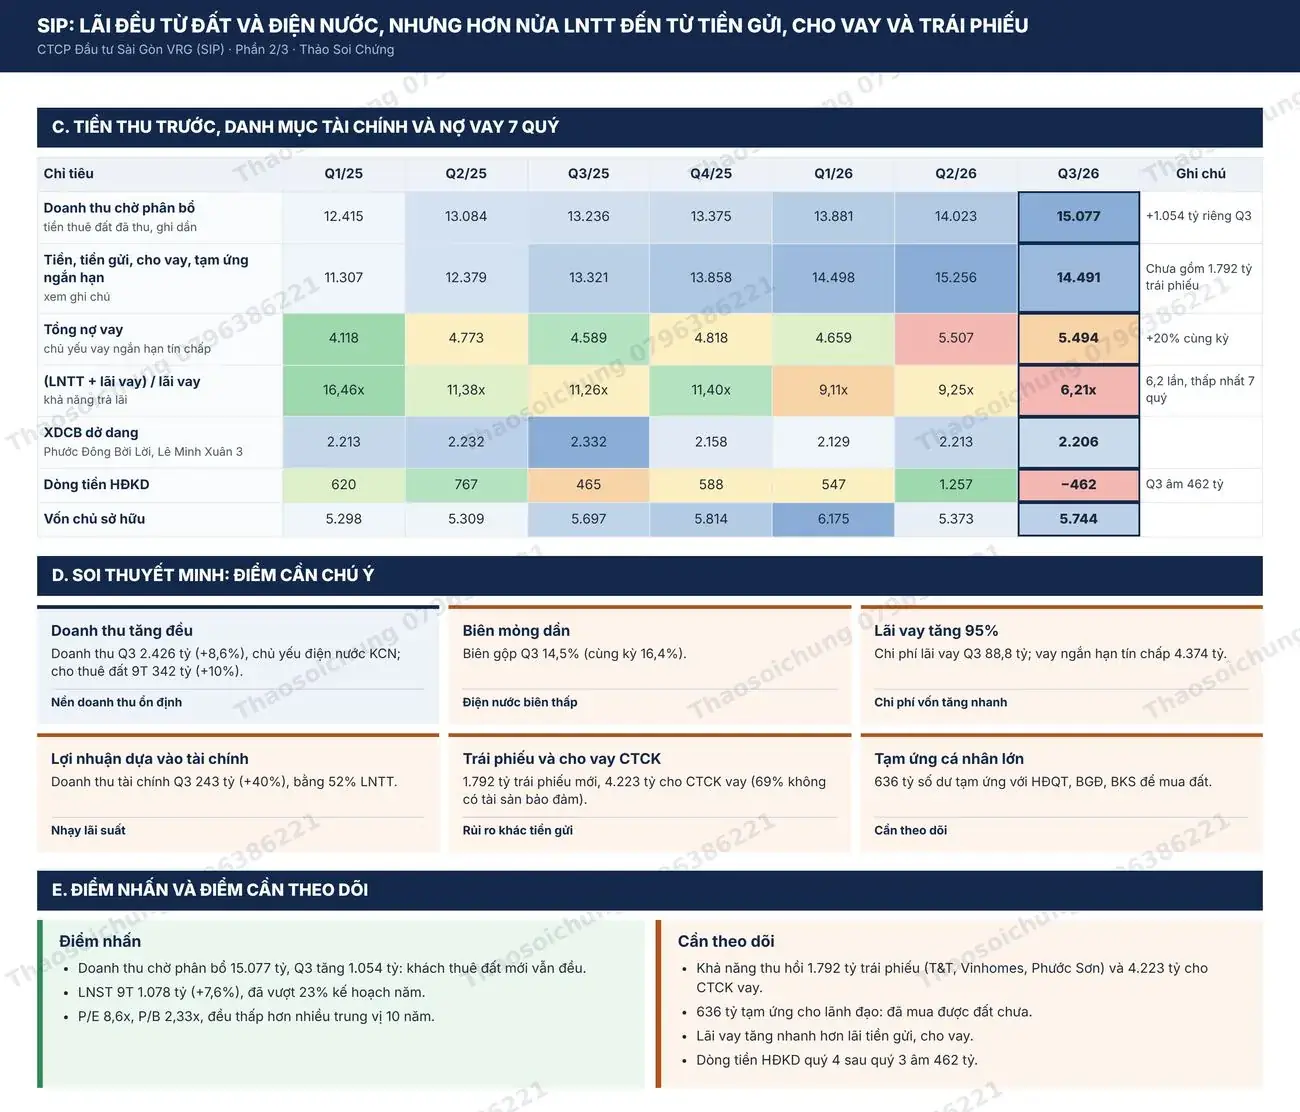 SIP: LÃI ĐỀU TỪ ĐẤT VÀ ĐIỆN NƯỚC, NHƯNG HƠN NỬA LNTT ĐẾN TỪ TIỀN GỬI, CHO VAY VÀ TRÁI PHIẾU
CTCP Đầu tư Sài Gòn VRG (SIP) · Phần 2/3 · Thảo Soi Chứng
C. TIỀN THU TRƯỚC, DANH MỤC TÀI CHÍNH VÀ NỢ VAY 7 QUÝ
Chỉ tiêu Q1/25 Q2/25 Q3/25 Q4/25 Q1/26 Q2/26 Q3/26 Ghi chú
Doanh thu chờ phân bổ
tiền thuê đất đã thu, ghi dần
12.415 13.084 13.236 13.375 13.881 14.023 15.077 +1.054 tỷ riêng Q3
Tiền, tiền gửi, cho vay, tạm ứng
ngắn hạn
xem ghi chú
11.307 12.379 13.321 13.858 14.498 15.256 14.491
Chưa gồm 1.792 tỷ
trái phiếu
Tổng nợ vay
chủ yếu vay ngắn hạn tín chấp
4.118 4.773 4.589 4.818 4.659 5.507 5.494 +20% cùng kỳ
(LNTT + lãi vay) / lãi vay
khả năng trả lãi
16,46x 11,38x 11,26x 11,40x 9,11x 9,25x 6,21x
6,2 lần, thấp nhất 7
quý
XDCB dở dang
Phước Đông Bời Lời, Lê Minh Xuân 3
2.213 2.232 2.332 2.158 2.129 2.213 2.206
Dòng tiền HĐKD 620 767 465 588 547 1.257 −462 Q3 âm 462 tỷ
Vốn chủ sở hữu 5.298 5.309 5.697 5.814 6.175 5.373 5.744
D. SOI THUYẾT MINH: ĐIỂM CẦN CHÚ Ý
Doanh thu tăng đều
Doanh thu Q3 2.426 tỷ (+8,6%), chủ yếu điện nước KCN;
cho thuê đất 9T 342 tỷ (+10%).
Nền doanh thu ổn định
Biên mỏng dần
Biên gộp Q3 14,5% (cùng kỳ 16,4%).
Điện nước biên thấp
Lãi vay tăng 95%
Chi phí lãi vay Q3 88,8 tỷ; vay ngắn hạn tín chấp 4.374 tỷ.
Chi phí vốn tăng nhanh
Lợi nhuận dựa vào tài chính
Doanh thu tài chính Q3 243 tỷ (+40%), bằng 52% LNTT.
Nhạy lãi suất
Trái phiếu và cho vay CTCK
1.792 tỷ trái phiếu mới, 4.223 tỷ cho CTCK vay (69% không
có tài sản bảo đảm).
Rủi ro khác tiền gửi
Tạm ứng cá nhân lớn
636 tỷ số dư tạm ứng với HĐQT, BGĐ, BKS để mua đất.
Cần theo dõi
E. ĐIỂM NHẤN VÀ ĐIỂM CẦN THEO DÕI
Điểm nhấn
• Doanh thu chờ phân bổ 15.077 tỷ, Q3 tăng 1.054 tỷ: khách thuê đất mới vẫn đều.
• LNST 9T 1.078 tỷ (+7,6%), đã vượt 23% kế hoạch năm.
• P/E 8,6x, P/B 2,33x, đều thấp hơn nhiều trung vị 10 năm.
Cần theo dõi
• Khả năng thu hồi 1.792 tỷ trái phiếu (T&T, Vinhomes, Phước Sơn) và 4.223 tỷ cho
CTCK vay.
• 636 tỷ tạm ứng cho lãnh đạo: đã mua được đất chưa.
• Lãi vay tăng nhanh hơn lãi tiền gửi, cho vay.
• Dòng tiền HĐKD quý 4 sau quý 3 âm 462 tỷ.
Thaosoichung 0796386221